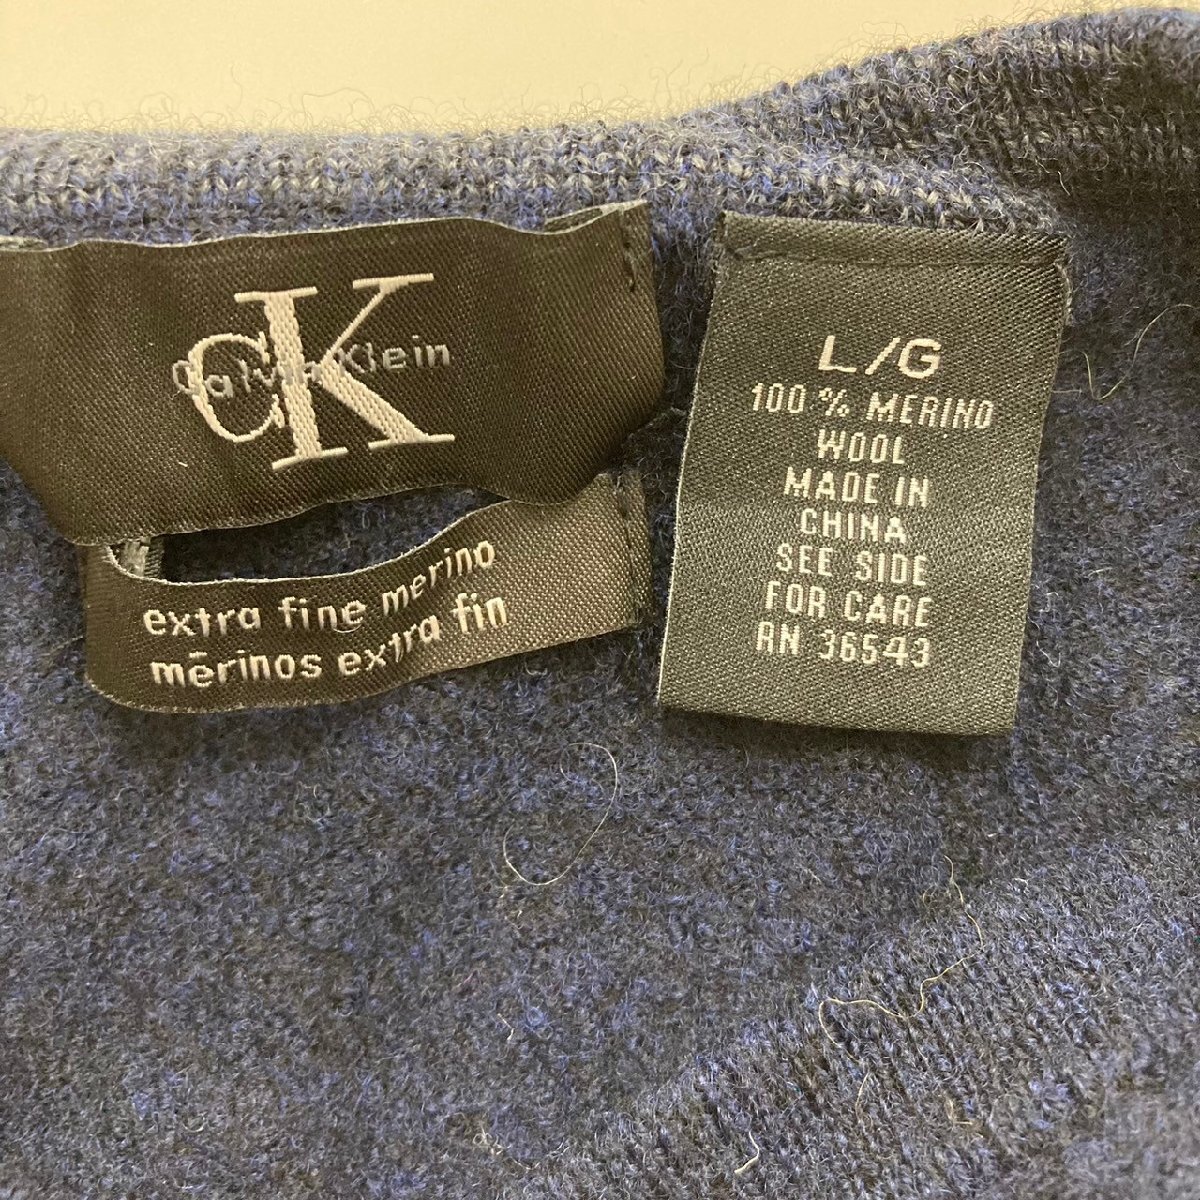 CK
Calvin Klein
extra fine merino
mérinos extra fin
L/G
100 % MERINO
WOOL
MADE IN
CHINA
SEE SIDE
FOR CARE
RN 36543